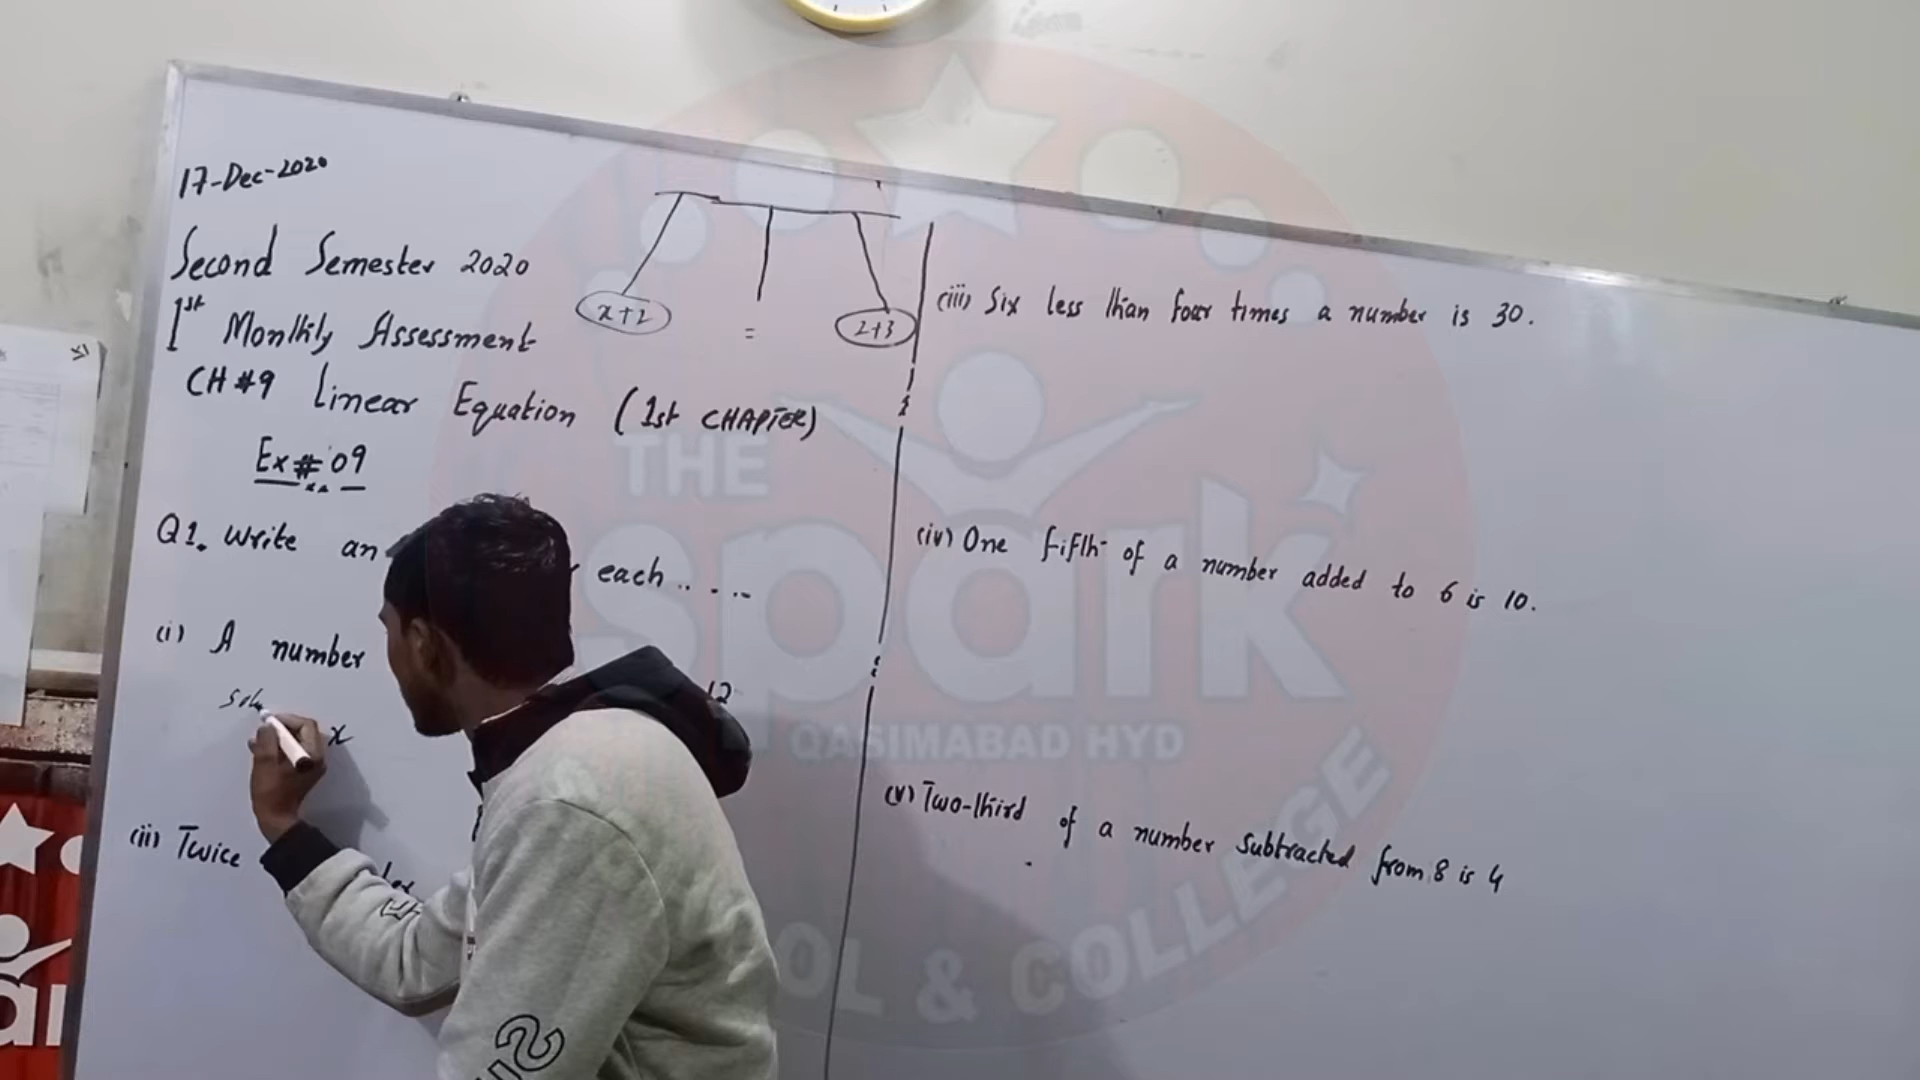 17-Dec-2020
Second Semester 2020
1st Monthly Assessment
CH #9 Linear Equation (1st CHAPTER)
Ex# 09
x+2 = 2+3
Q1. Write an each .. . ..
(i) A number 12
Soln
x
(ii) Twice
(iii) Six less than four times a number is 30.
(iv) One fifth of a number added to 6 is 10.
(v) Two-third of a number subtracted from 8 is 4
THE
spark
QASIMABAD HYD
OL & COLLEGE